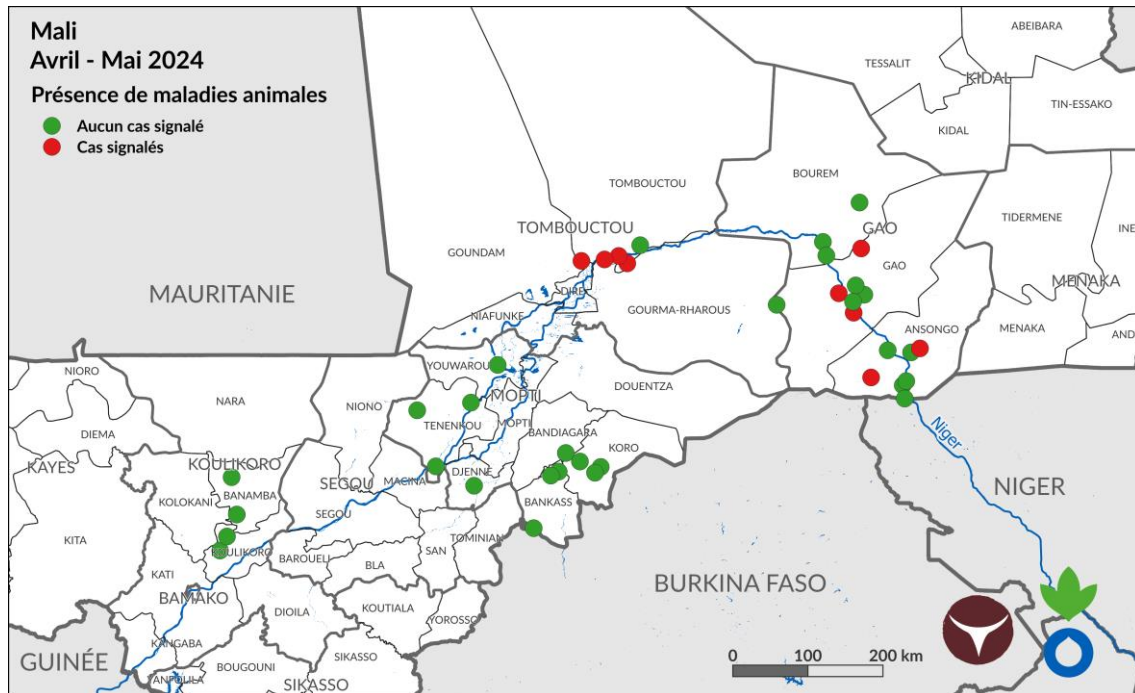 Mali
Avril - Mai 2024
Présence de maladies animales
Aucun cas signalé
Cas signalés
ABEIBARA
TESSALIT
KIDAL
TIN-ESSAKO
KIDAL
TOMBOUCTOU
BOUREM
TOMBOUCTOU
GAO
TIDERMENE
GOUNDAM
GAO
MENAKA
MAURITANIE
DIRE
NIAFUNKE
GOURMA-RHAROUS
ANSONGO
MENAKA
AND
YOUWAROU
NIORO
NARA
NIONO
MOPTI
DOUENTZA
TENENKOU
MOPTI
BANDIAGARA
DIEMA
KORO
Niger
KAYES
KOULIKORO
SEGOU
MACINA
DJENNE
NIGER
KOLOKANI
BANAMBA
SEGOU
BANKASS
KITA
KOULIKORO
BAROUELI
SAN
TOMINIAN
KATI
BLA
BURKINA FASO
BAMAKO
DIOILA
KOUTIALA
YOROSSO
KANGABA
GUINÉE
BOUGOUNI
SIKASSO
SIKASSO
0 100 200 km